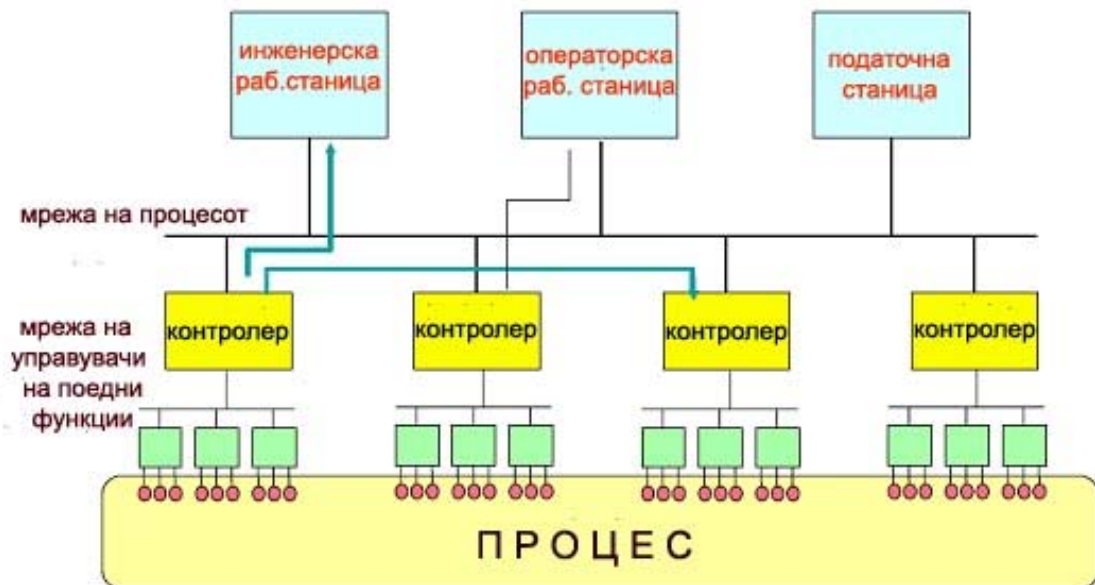 инженерска
раб.станица
операторска
раб. станица
податочна
станица
мрежа на процесот
контролер
контролер
контролер
контролер
мрежа на
управувачи
на поедни
функции
ПРОЦЕС